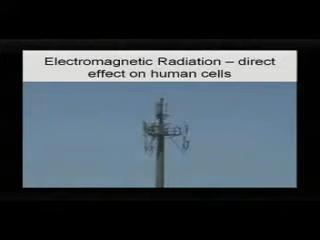 Electromagnetic Radiation – direct
effect on human cells